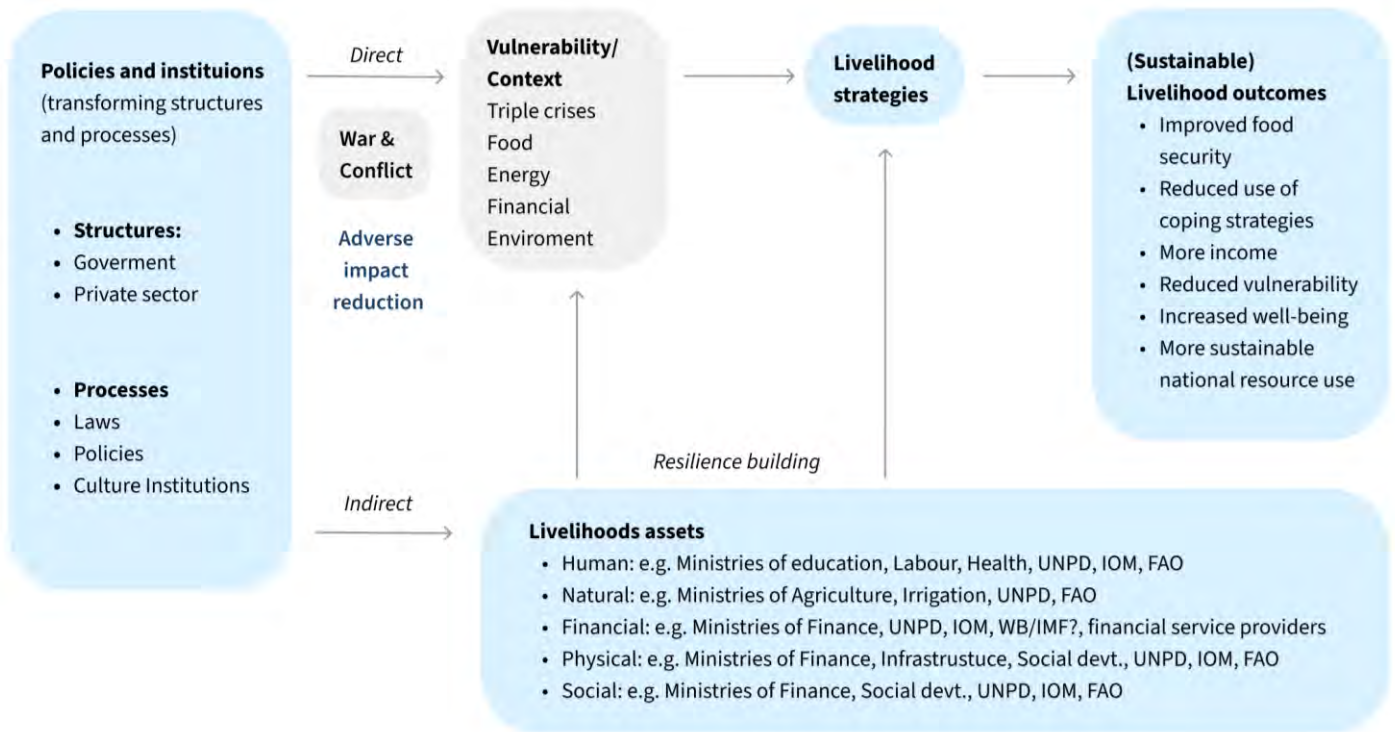 Policies and instituions
(transforming structures
and processes)
• Structures:
• Goverment
• Private sector
• Processes
• Laws
• Policies
• Culture Institutions
Direct
War &
Conflict
Adverse
impact
reduction
Indirect
Vulnerability/
Context
Triple crises
Food
Energy
Financial
Enviroment
Livelihood
strategies
(Sustainable)
Livelihood outcomes
• Improved food
security
• Reduced use of
coping strategies
• More income
• Reduced vulnerability
• Increased well-being
• More sustainable
national resource use
Resilience building
Livelihoods assets
• Human: e.g. Ministries of education, Labour, Health, UNPD, IOM, FAO
• Natural: e.g. Ministries of Agriculture, Irrigation, UNPD, FAO
• Financial: e.g. Ministries of Finance, UNPD, IOM, WB/IMF?, financial service providers
• Physical: e.g. Ministries of Finance, Infrastustuce, Social devt., UNPD, IOM, FAO
• Social: e.g. Ministries of Finance, Social devt., UNPD, IOM, FAO